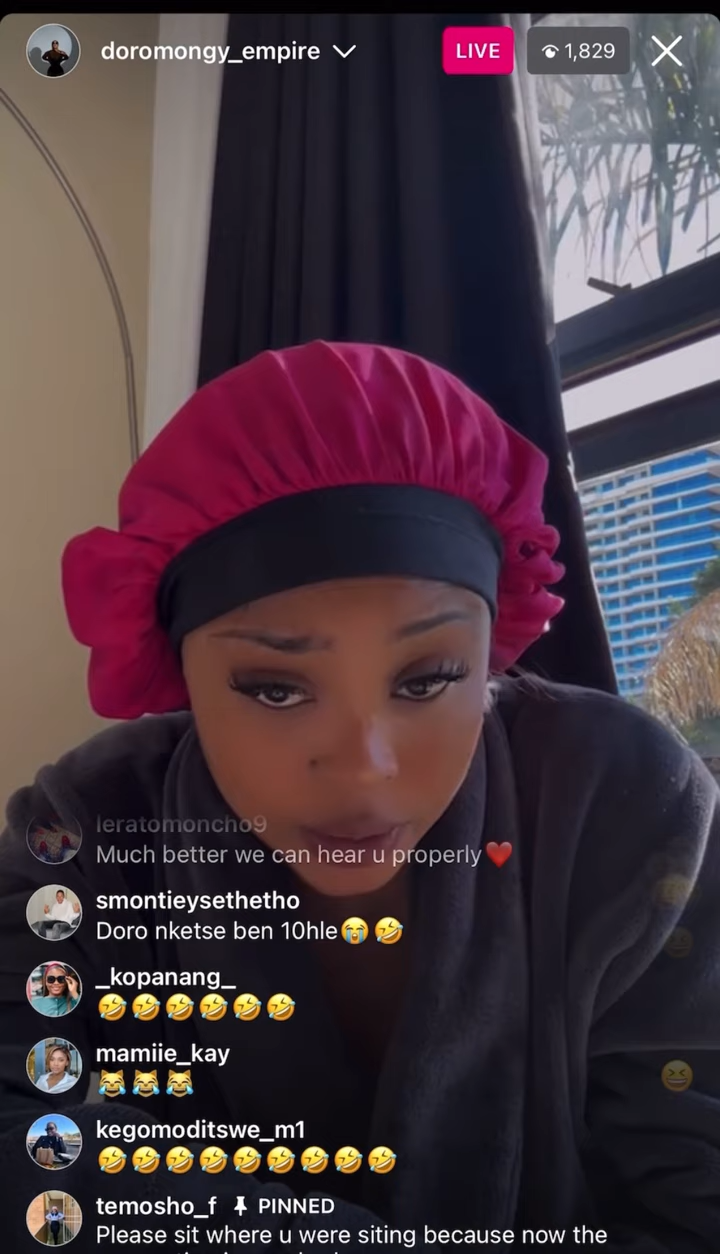 doromongy_empire
LIVE
1,829
leratomoncho9
Much better we can hear u properly❤️
smontieysethetho
Doro nketse ben 10hle😭🤣
_kopanang_
🤣🤣🤣🤣🤣🤣
mamiie_kay
😹😹😹
kegomoditswe_m1
🤣🤣🤣🤣🤣🤣🤣🤣🤣
temosho_f PINNED
Please sit where u were siting because now the